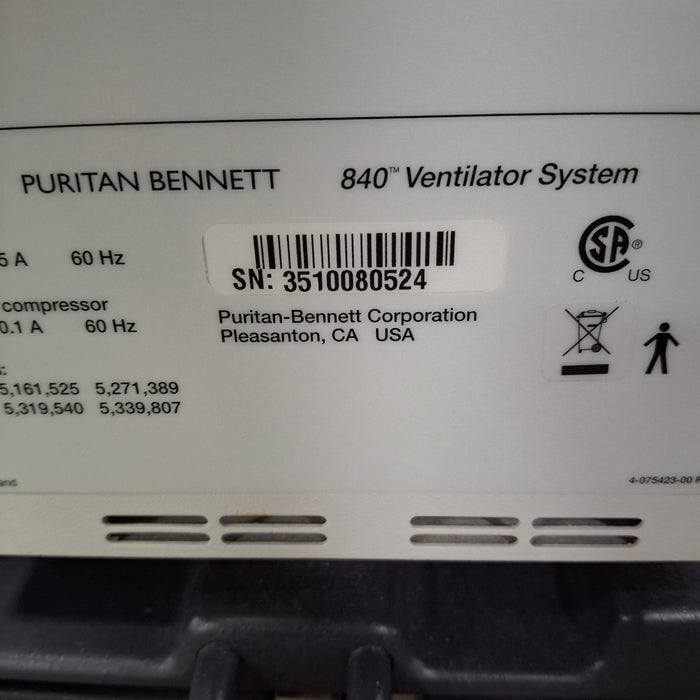 PURITAN BENNETT 840™ Ventilator System
5 A 60 Hz
SN: 3510080524
SA ®
C US
compressor
0.1 A 60 Hz
Puritan-Bennett Corporation
Pleasanton, CA USA
5,161,525 5,271,389
5,319,540 5,339,807
4-075423-00